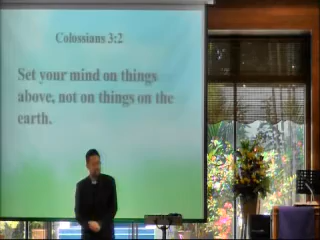 Colossians 3:2
Set your mind on things
above, not on things on the
earth.